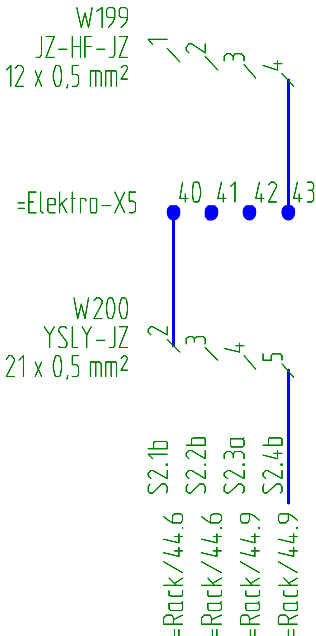 W199
JZ-HF-JZ
12 x 0,5 mm²
1
2
3
4
40 41 42 43
=Elektro-X5
W200
YSLY-JZ
21 x 0,5 mm²
2
3
4
5
S2.1b
S2.2b
S2.3a
S2.4b
=Rack/44.6
=Rack/44.6
=Rack/44.9
=Rack/44.9